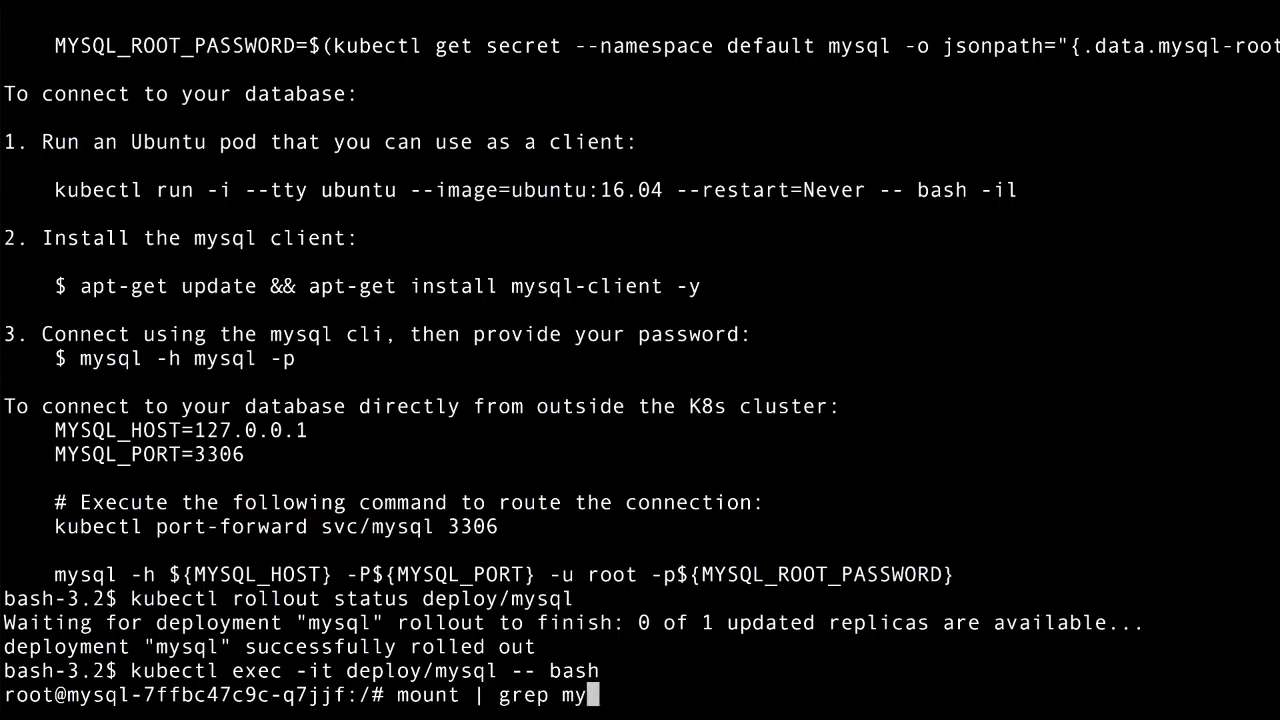 MYSQL_ROOT_PASSWORD=$(kubectl get secret --namespace default mysql -o jsonpath="{.data.mysql-root
To connect to your database:
1. Run an Ubuntu pod that you can use as a client:
kubectl run -i --tty ubuntu --image=ubuntu:16.04 --restart=Never -- bash -il
2. Install the mysql client:
$ apt-get update && apt-get install mysql-client -y
3. Connect using the mysql cli, then provide your password:
$ mysql -h mysql -p
To connect to your database directly from outside the K8s cluster:
MYSQL_HOST=127.0.0.1
MYSQL_PORT=3306
# Execute the following command to route the connection:
kubectl port-forward svc/mysql 3306
mysql -h ${MYSQL_HOST} -P${MYSQL_PORT} -u root -p${MYSQL_ROOT_PASSWORD}
bash-3.2$ kubectl rollout status deploy/mysql
Waiting for deployment "mysql" rollout to finish: 0 of 1 updated replicas are available...
deployment "mysql" successfully rolled out
bash-3.2$ kubectl exec -it deploy/mysql -- bash
root@mysql-7ffbc47c9c-q7jjf:/# mount | grep my